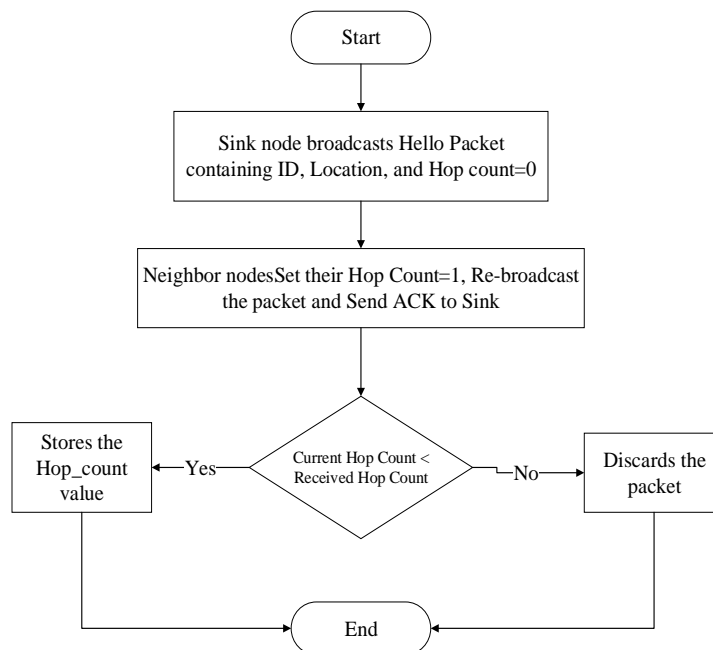 Start
Sink node broadcasts Hello Packet
containing ID, Location, and Hop count=0
Neighbor nodesSet their Hop Count=1, Re-broadcast
the packet and Send ACK to Sink
Current Hop Count <
Received Hop Count
Yes
Stores the
Hop_count
value
No
Discards the
packet
End